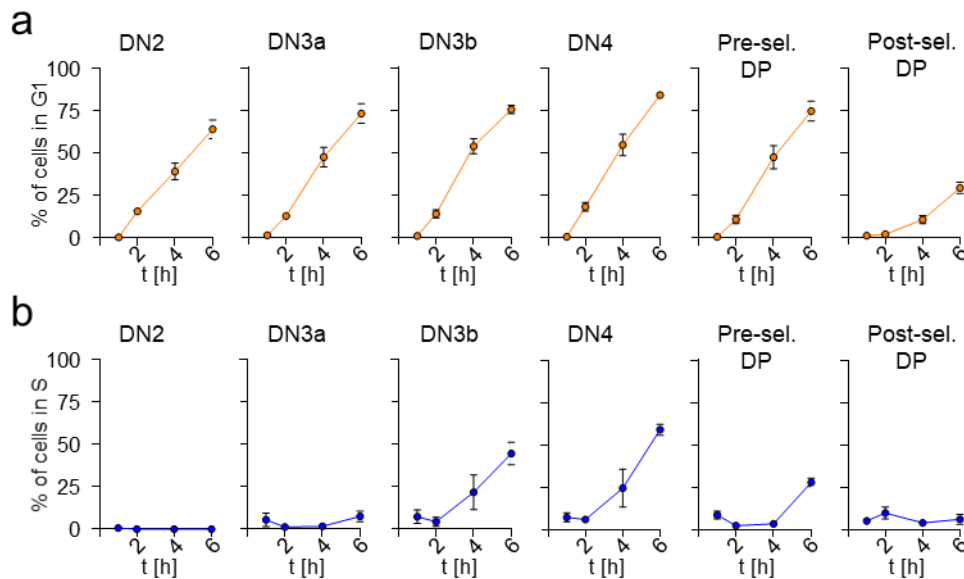 a
DN2 DN3a DN3b DN4 Pre-sel. DP Post-sel. DP
% of cells in G1
100
75
50
25
0
2 4 6 2 4 6 2 4 6 2 4 6 2 4 6 2 4 6
t [h] t [h] t [h] t [h] t [h] t [h]
b
DN2 DN3a DN3b DN4 Pre-sel. DP Post-sel. DP
% of cells in S
100
75
50
25
0
2 4 6 2 4 6 2 4 6 2 4 6 2 4 6 2 4 6
t [h] t [h] t [h] t [h] t [h] t [h]